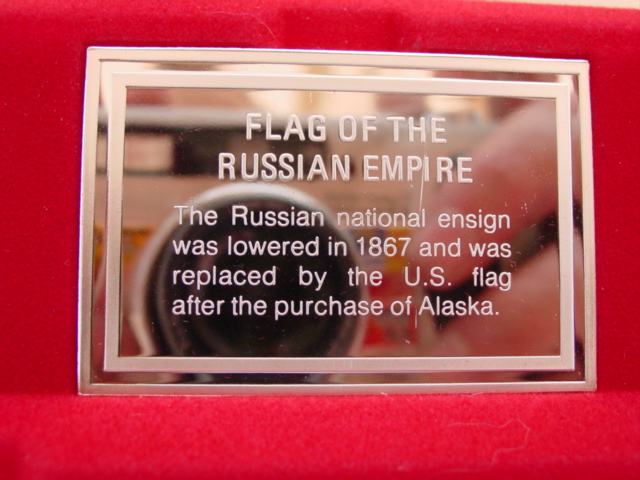 FLAG OF THE
RUSSIAN EMPIRE
The Russian national ensign
was lowered in 1867 and was
replaced by the U.S. flag
after the purchase of Alaska.